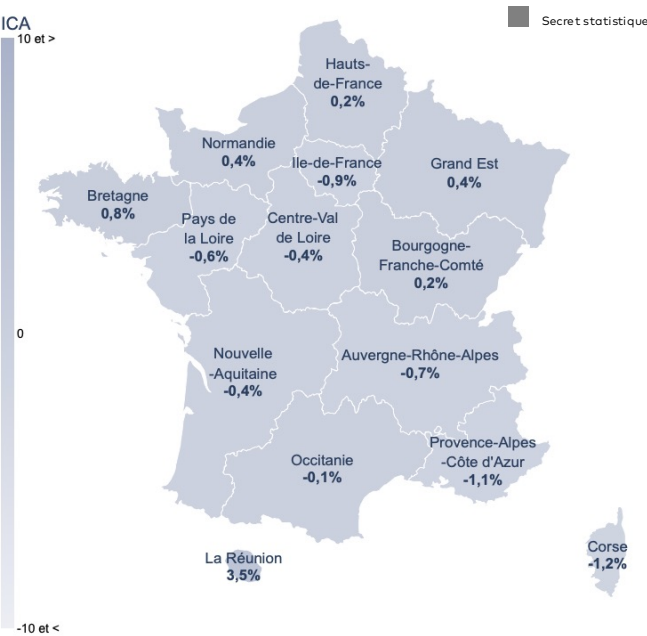 ICA
Secret statistique
10 et >
Hauts-
de-France
0,2%
Normandie
0,4%
Ile-de-France
-0,9%
Grand Est
0,4%
Bretagne
0,8%
Pays de
la Loire
-0,6%
Centre-Val
de Loire
-0,4%
Bourgogne-
Franche-Comté
0,2%
0
Nouvelle
-Aquitaine
-0,4%
Auvergne-Rhône-Alpes
-0,7%
Provence-Alpes
-Côte d'Azur
-1,1%
Occitanie
-0,1%
La Réunion
3,5%
Corse
-1,2%
-10 et <